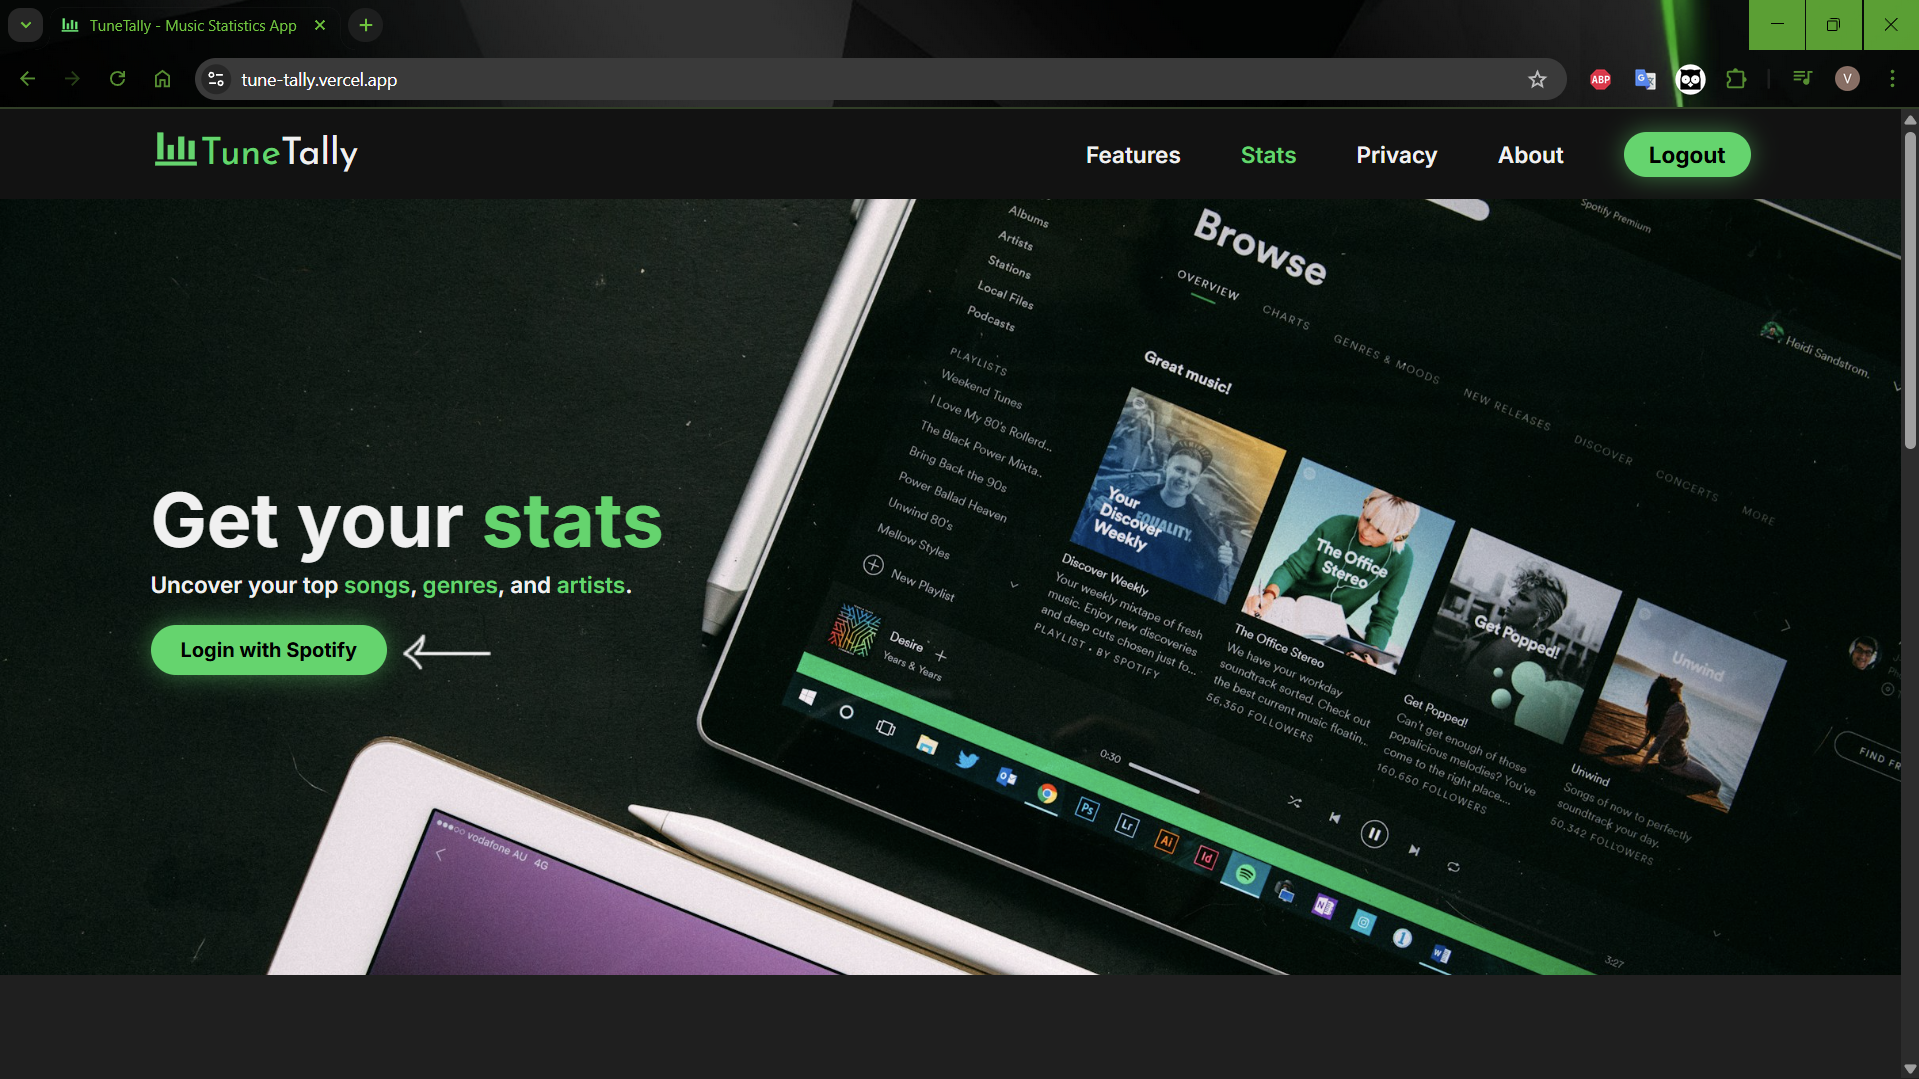 TuneTally - Music Statistics App
tune-tally.vercel.app
ABP
V
TuneTally
Features
Stats
Privacy
About
Logout
Get your stats
Uncover your top songs, genres, and artists.
Login with Spotify
Albums
Artists
Stations
Local Files
Podcasts
PLAYLISTS
Weekend Tunes
I Love My 80's Rollerd...
The Black Power Mixta...
Bring Back the 90s
Power Ballad Heaven
Unwind 80's
Mellow Styles
New Playlist
Desire
Years & Years
Spotify Premium
Browse
Heidi Sandstrom.
OVERVIEW
CHARTS
GENRES & MOODS
NEW RELEASES
DISCOVER
CONCERTS
MORE
Great music!
Your
Discover
Weekly
EQUALITY.
Discover Weekly
Your weekly mixtape of fresh
music. Enjoy new discoveries
and deep cuts chosen just fo...
PLAYLIST • BY SPOTIFY
The Office
Stereo
The Office Stereo
We have your workday
soundtrack sorted. Check out
the best current music floatin...
56,350 FOLLOWERS
Get Popped!
Get Popped!
Can't get enough of those
popalicious melodies? You've
come to the right place....
160,650 FOLLOWERS
Unwind
Unwind
Songs of now to perfectly
soundtrack your day.
50,342 FOLLOWERS
FIND FR
0:30
3:27
Ps
Lr
Ai
Id
vodafone AU 4G